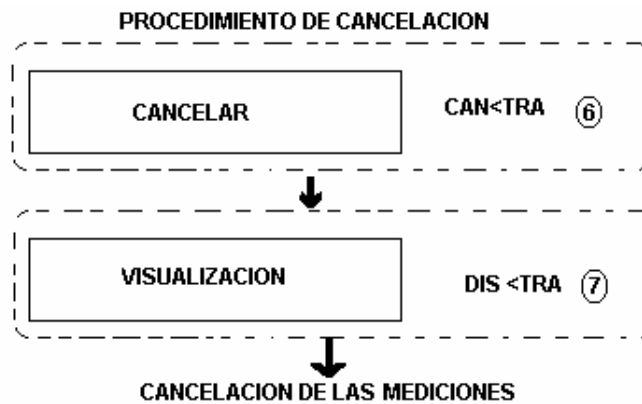 PROCEDIMIENTO DE CANCELACION
CANCELAR CAN<TRA 6
VISUALIZACION DIS <TRA 7
CANCELACION DE LAS MEDICIONES